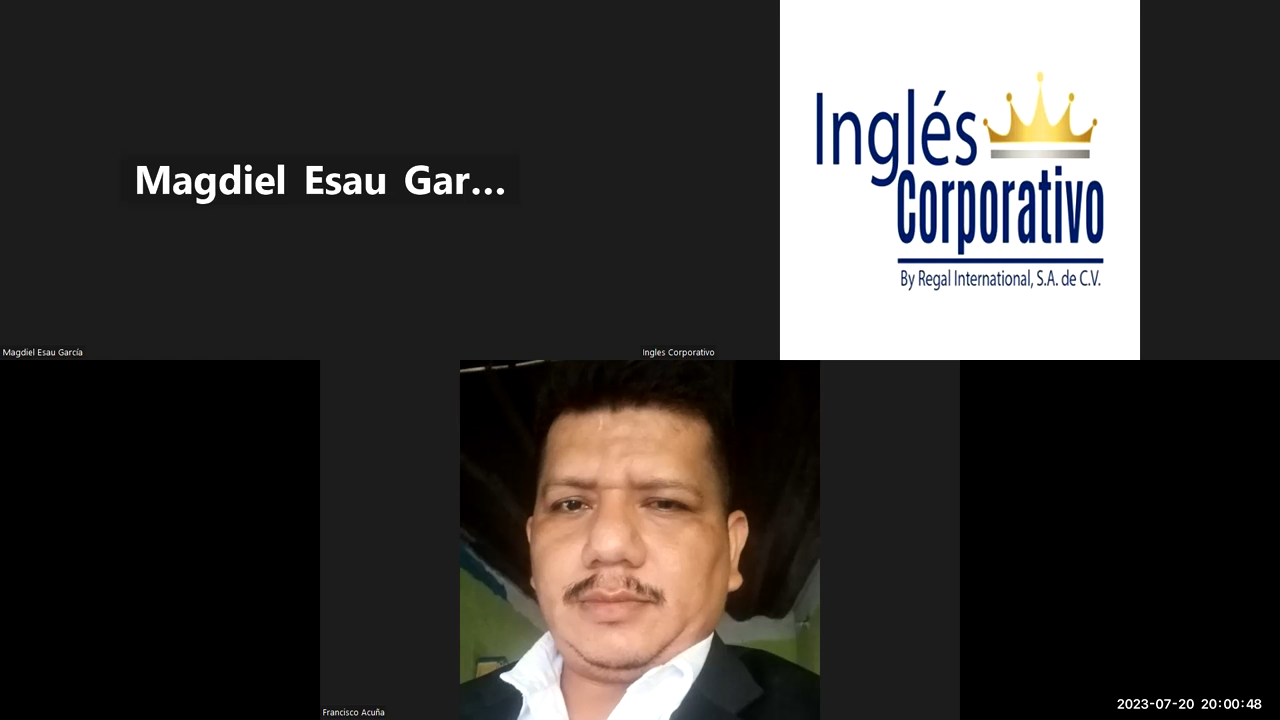 Magdiel Esau Gar...
Inglés
Corporativo
By Regal International, S.A. de C.V.
Magdiel Esau García
Ingles Corporativo
Francisco Acuña
2023-07-20 20:00:48